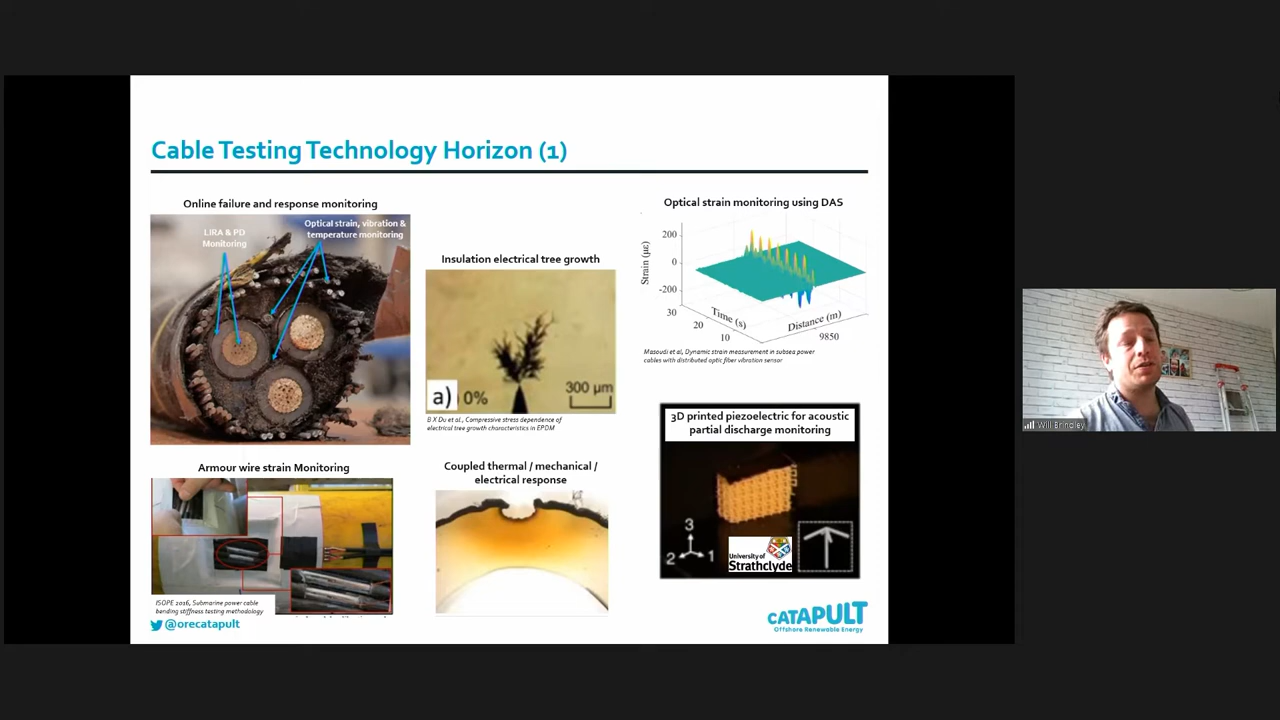 Cable Testing Technology Horizon (1)
Online failure and response monitoring
LIRA & PD
Monitoring
Optical strain, vibration &
temperature monitoring
Insulation electrical tree growth
a) 0%
300 µm
B X Du et al., Compressive stress dependence of
electrical tree growth characteristics in EPDM
Optical strain monitoring using DAS
Strain (µε)
200
0
-200
30
20
10
Time (s)
Distance (m)
9850
Masoudi et al, Dynamic strain measurement in subsea power
cables with distributed optic fiber vibration sensor
Armour wire strain Monitoring
ISOPE 2016, Submarine power cable
bending stiffness testing methodology
Coupled thermal / mechanical /
electrical response
3D printed piezoelectric for acoustic
partial discharge monitoring
3
2
1
University of
Strathclyde
@orecatapult
CATAPULT
Offshore Renewable Energy
Will Brindley